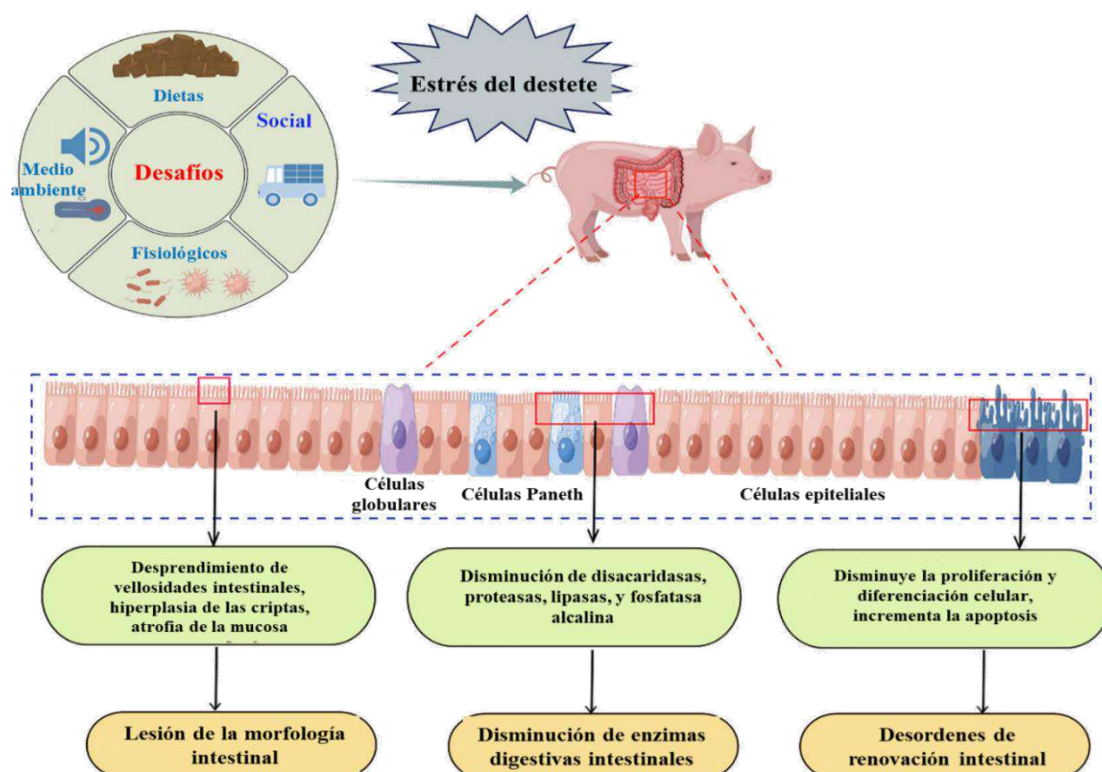 Estrés del destete
Dietas
Social
Medio
ambiente
Desafíos
Fisiológicos
Células
globulares
Células Paneth
Células epiteliales
Desprendimiento de
vellosidades intestinales,
hiperplasia de las criptas,
atrofia de la mucosa
Disminución de disacaridasas,
proteasas, lipasas, y fosfatasa
alcalina
Disminuye la proliferación y
diferenciación celular,
incrementa la apoptosis
Lesión de la morfología
intestinal
Disminución de enzimas
digestivas intestinales
Desordenes de
renovación intestinal